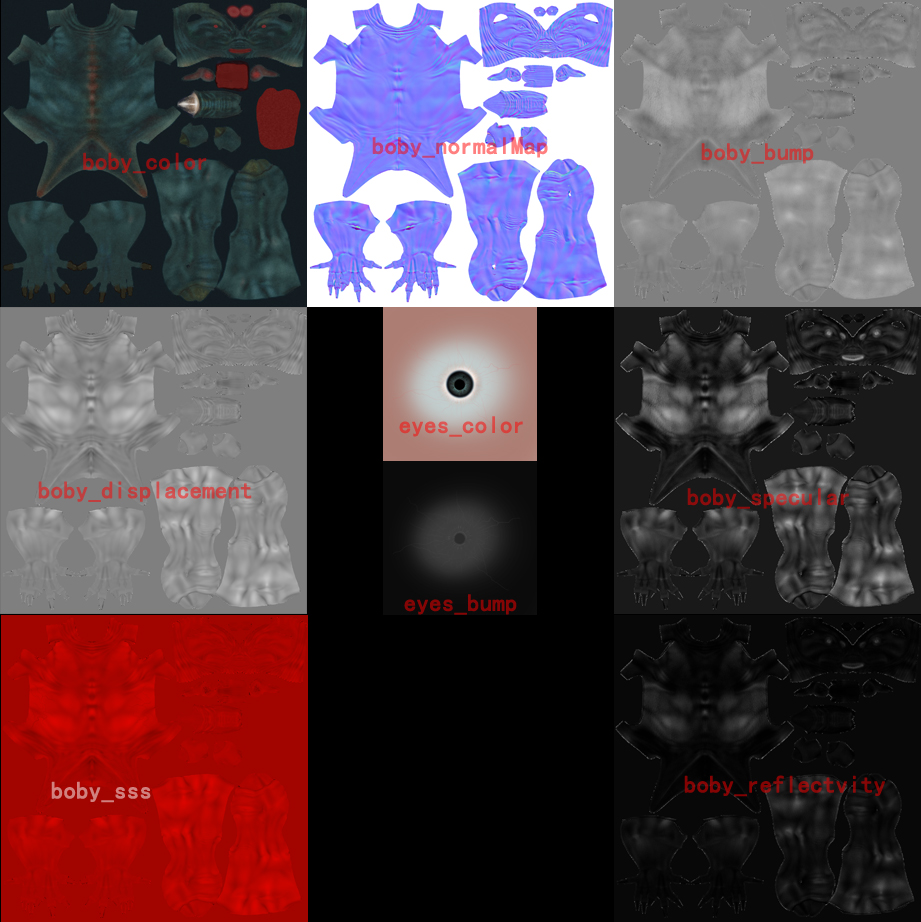 boby_color
boby_normalMap
boby_bump
boby_displacement
eyes_color
boby_specular
eyes_bump
boby_sss
boby_reflectvity